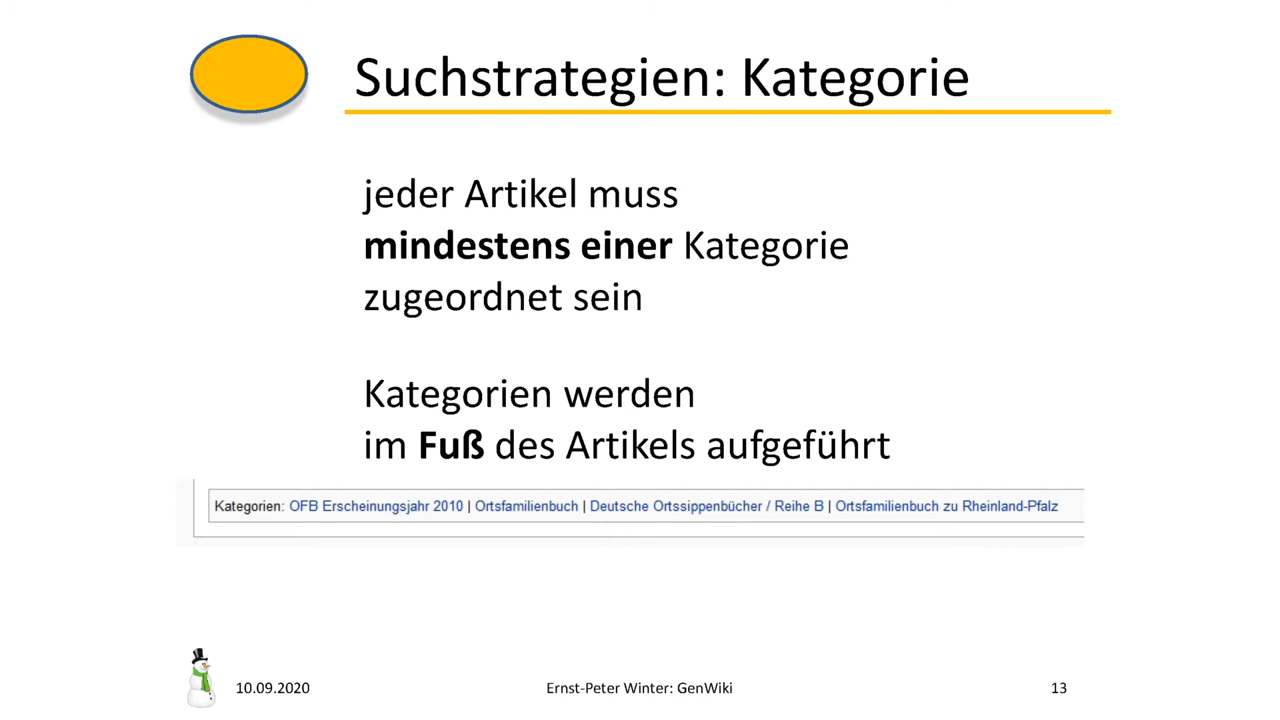 Suchstrategien: Kategorie
jeder Artikel muss
mindestens einer Kategorie
zugeordnet sein
Kategorien werden
im Fuß des Artikels aufgeführt
Kategorien: OFB Erscheinungsjahr 2010 | Ortsfamilienbuch | Deutsche Ortssippenbücher / Reihe B | Ortsfamilienbuch zu Rheinland-Pfalz
10.09.2020 Ernst-Peter Winter: GenWiki 13